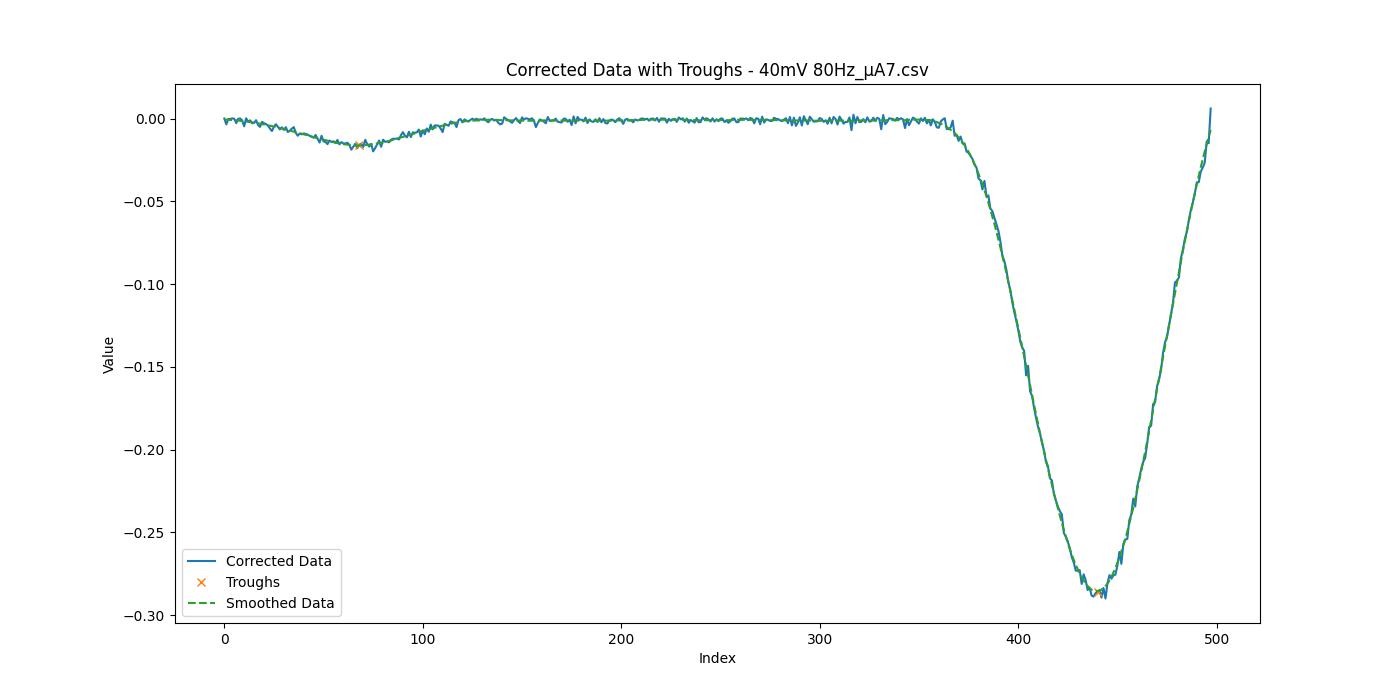 Corrected Data with Troughs - 40mV 80Hz_μA7.csv
0.00
−0.05
−0.10
−0.15
−0.20
−0.25
−0.30
Value
Corrected Data
Troughs
Smoothed Data
0 100 200 300 400 500
Index